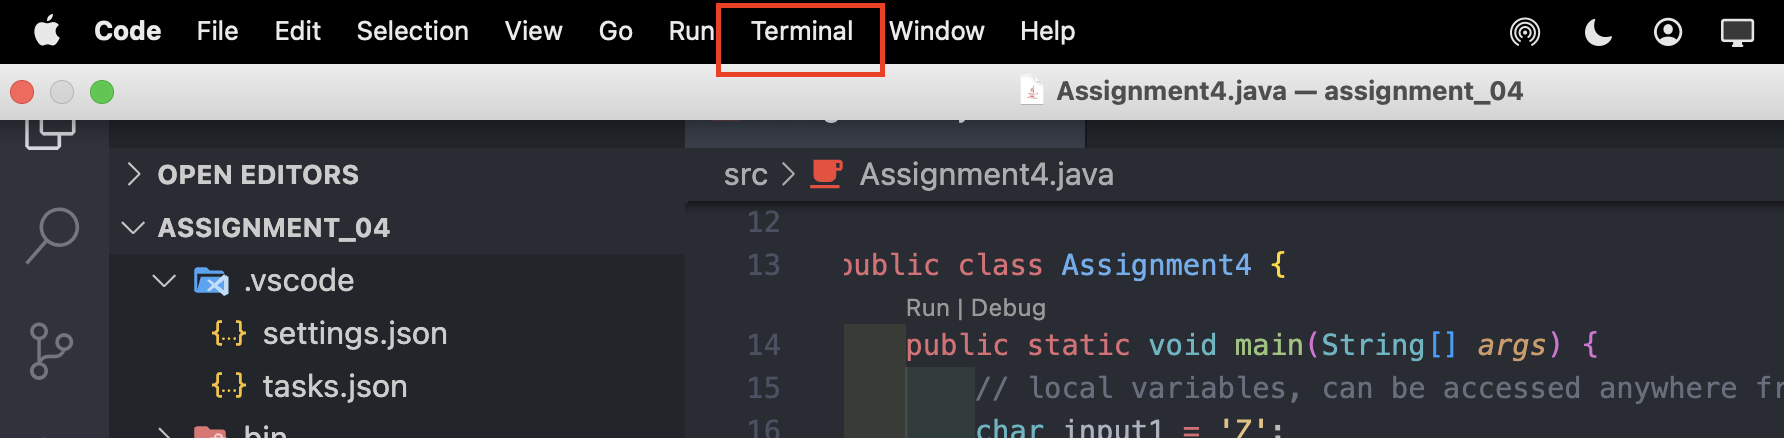 Code File Edit Selection View Go Run Terminal Window Help
Assignment4.java — assignment_04
OPEN EDITORS
ASSIGNMENT_04
.vscode
{..} settings.json
{..} tasks.json
bin
src > Assignment4.java
12
13 public class Assignment4 {
Run | Debug
14 public static void main(String[] args) {
15 // local variables, can be accessed anywhere fr
16 char input1 = 'Z';